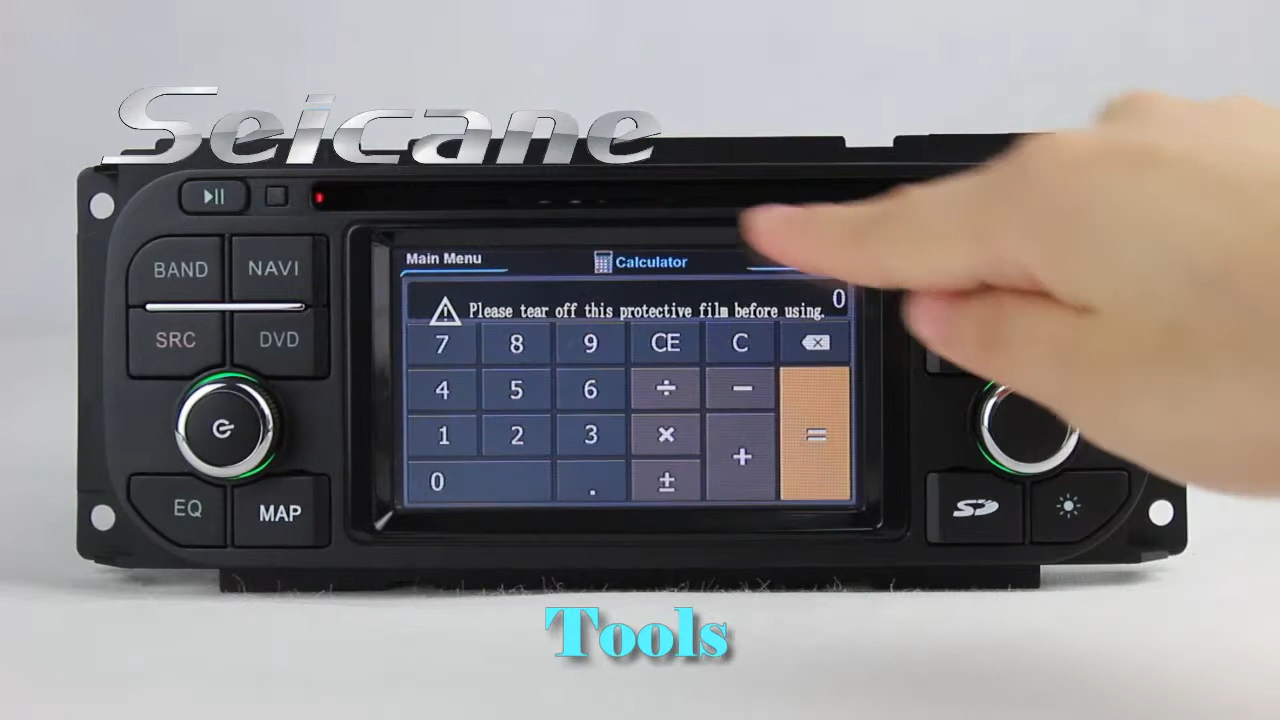 Seicane
BAND
NAVI
SRC
DVD
EQ
MAP
Main Menu
Calculator
0
Please tear off this protective film before using.
7 8 9 CE C
4 5 6 ÷ −
1 2 3 × + =
0 . ±
SD
Tools